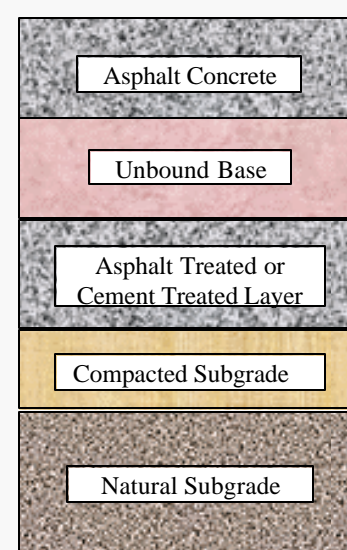 Asphalt Concrete
Unbound Base
Asphalt Treated or
Cement Treated Layer
Compacted Subgrade
Natural Subgrade